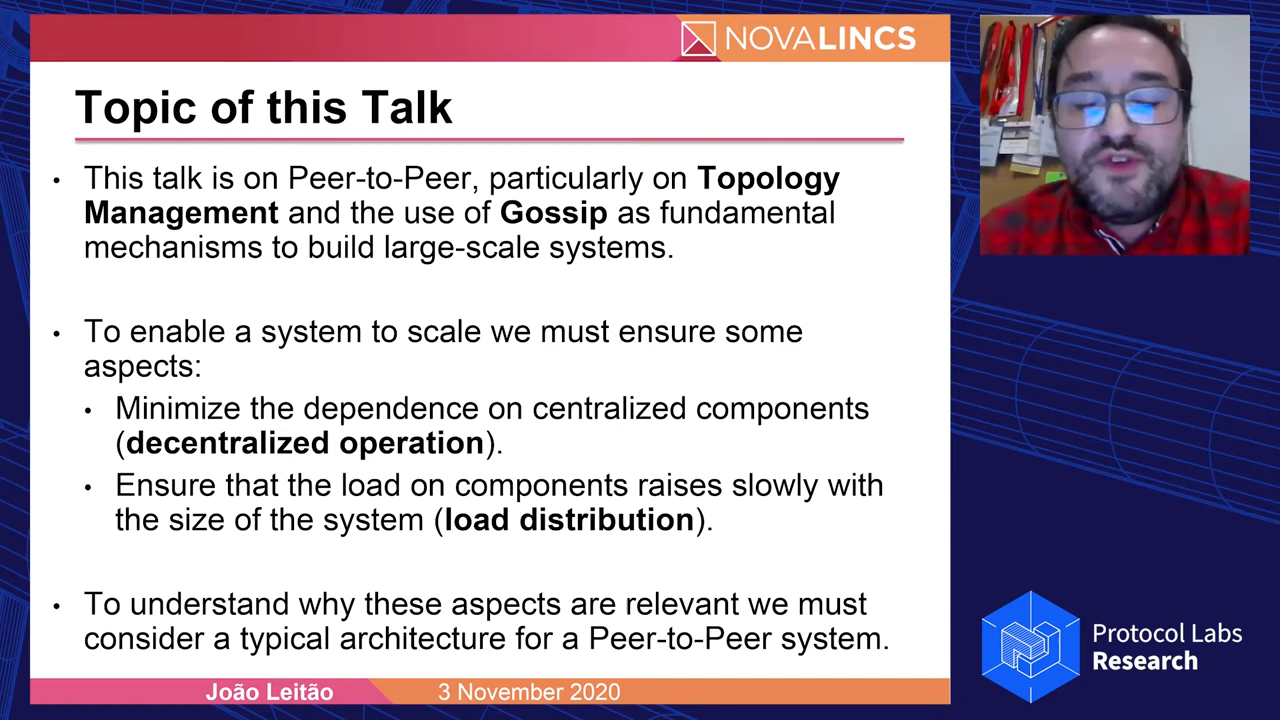 NOVALINCS
Topic of this Talk
• This talk is on Peer-to-Peer, particularly on Topology
Management and the use of Gossip as fundamental
mechanisms to build large-scale systems.
• To enable a system to scale we must ensure some
aspects:
• Minimize the dependence on centralized components
(decentralized operation).
• Ensure that the load on components raises slowly with
the size of the system (load distribution).
• To understand why these aspects are relevant we must
consider a typical architecture for a Peer-to-Peer system.
João Leitão
3 November 2020
Protocol Labs
Research